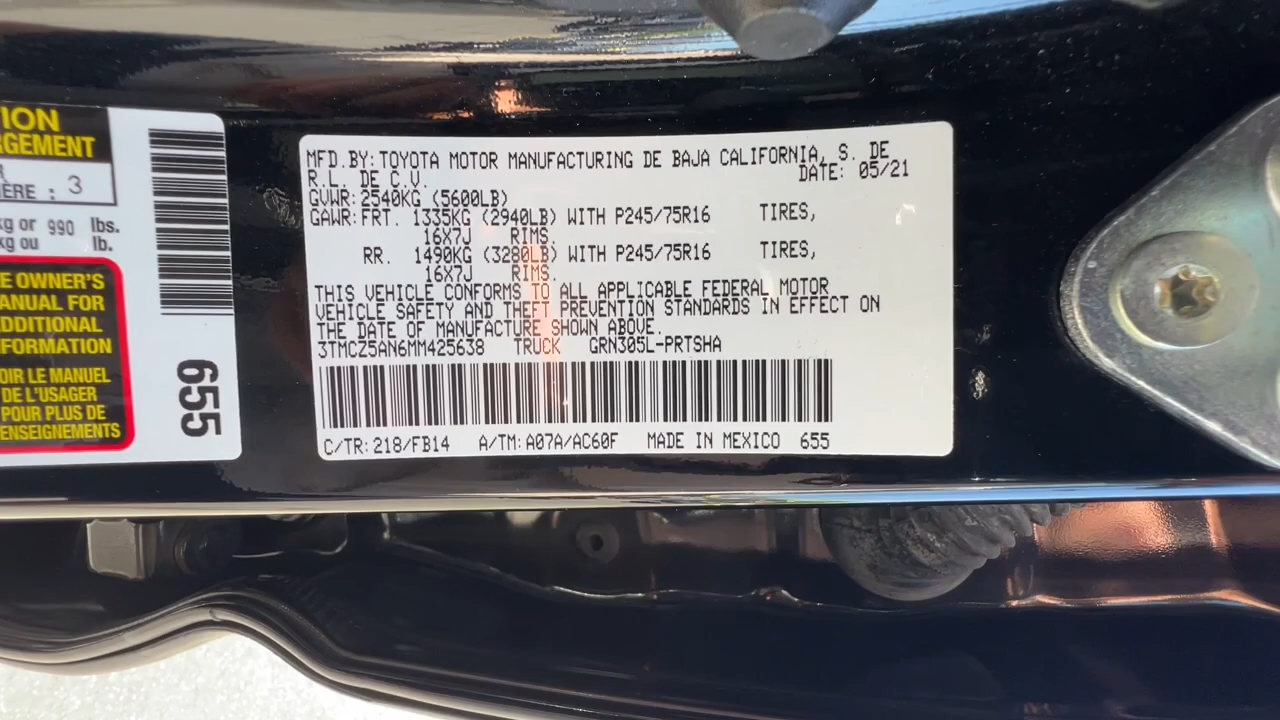 ION
RGEMENT
R
IÈRE : 3
kg or 990 lbs.
kg ou lb.
E OWNER'S
ANUAL FOR
DDITIONAL
FORMATION
OIR LE MANUEL
DE L'USAGER
POUR PLUS DE
ENSEIGNEMENTS
655
MFD.BY:TOYOTA MOTOR MANUFACTURING DE BAJA CALIFORNIA, S. DE
R.L. DE C.V. DATE: 05/21
GVWR:2540KG (5600LB)
GAWR:FRT. 1335KG (2940LB) WITH P245/75R16 TIRES,
16X7J RIMS.
RR. 1490KG (3280LB) WITH P245/75R16 TIRES,
16X7J RIMS.
THIS VEHICLE CONFORMS TO ALL APPLICABLE FEDERAL MOTOR
VEHICLE SAFETY AND THEFT PREVENTION STANDARDS IN EFFECT ON
THE DATE OF MANUFACTURE SHOWN ABOVE.
3TMCZ5AN6MM425638 TRUCK GRN305L-PRTSHA
C/TR:218/FB14 A/TM:A07A/AC60F MADE IN MEXICO 655